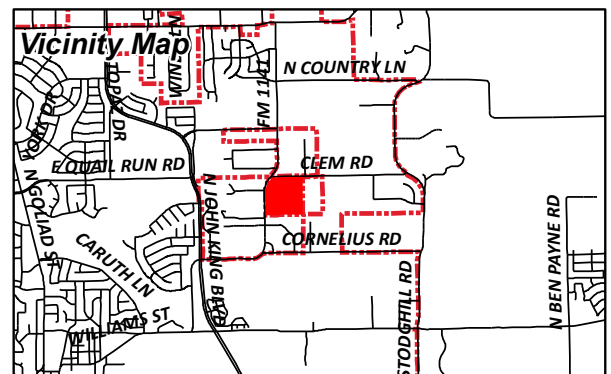 Vicinity Map
WINS
LN
N COUNTRY LN
TOPAZ DR
FM 1141
YORK DR
E QUAIL RUN RD
CLEM RD
N GOLIAD ST
N JOHN KING BLVD
CORNELIUS RD
CARUTH LN
WILLIAMS ST
STODGHILL RD
N BEN PAYNE RD